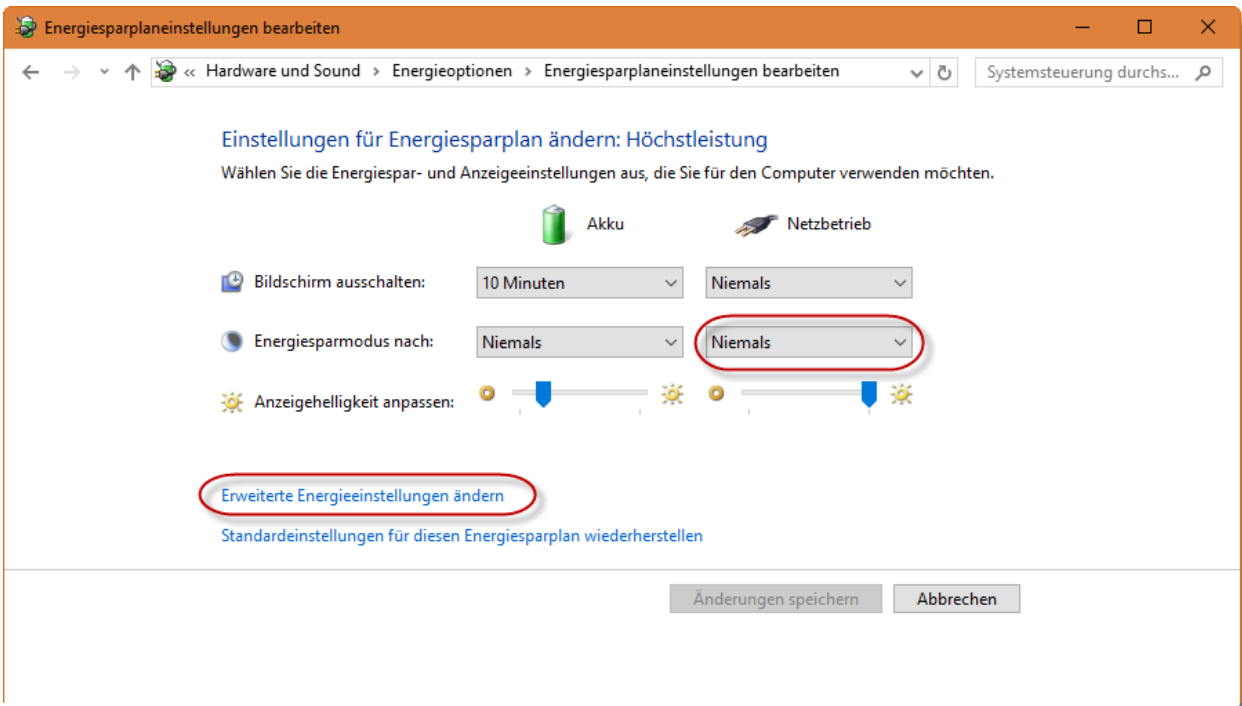 Energiesparplaneinstellungen bearbeiten
« Hardware und Sound > Energieoptionen > Energiesparplaneinstellungen bearbeiten Systemsteuerung durchs...
Einstellungen für Energiesparplan ändern: Höchstleistung
Wählen Sie die Energiespar- und Anzeigeeinstellungen aus, die Sie für den Computer verwenden möchten.
Akku Netzbetrieb
Bildschirm ausschalten: 10 Minuten Niemals
Energiesparmodus nach: Niemals Niemals
Anzeigehelligkeit anpassen:
Erweiterte Energieeinstellungen ändern
Standardeinstellungen für diesen Energiesparplan wiederherstellen
Änderungen speichern Abbrechen